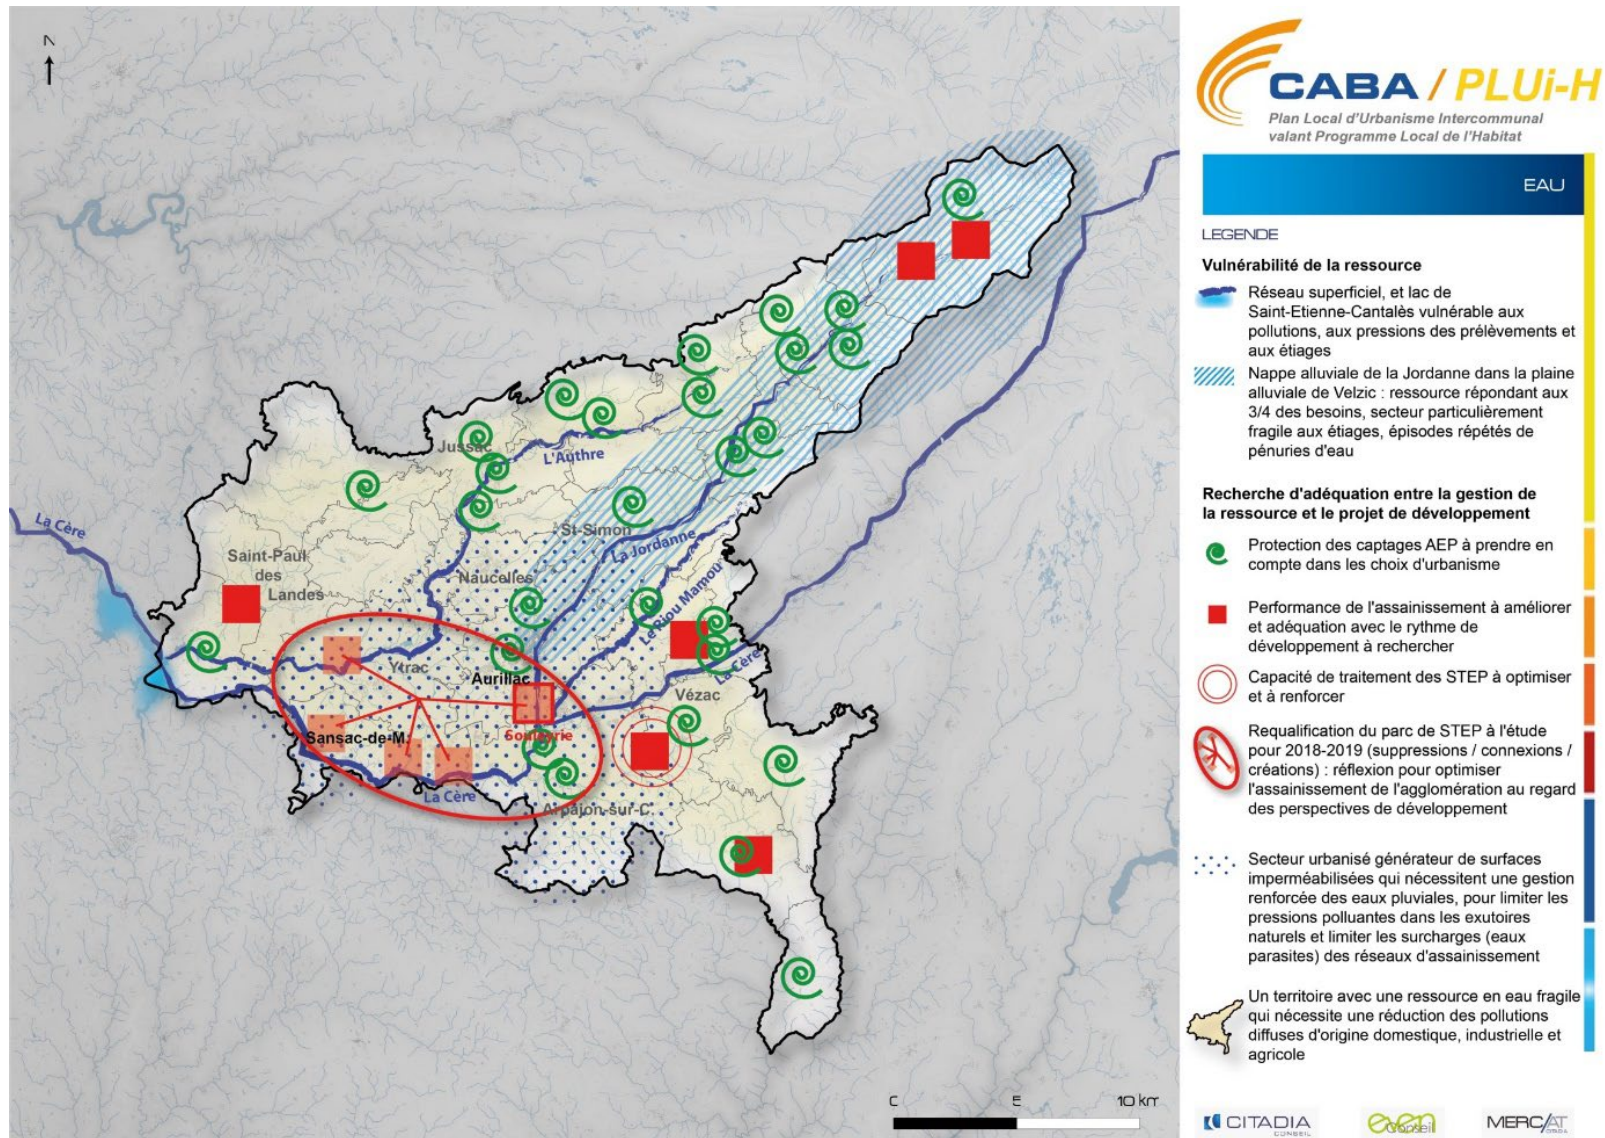 N
CABA / PLUi-H
Plan Local d'Urbanisme Intercommunal
valant Programme Local de l'Habitat
EAU
LEGENDE
Vulnérabilité de la ressource
Réseau superficiel, et lac de
Saint-Etienne-Cantalès vulnérable aux
pollutions, aux pressions des prélèvements et
aux étiages
Nappe alluviale de la Jordanne dans la plaine
alluviale de Velzic : ressource répondant aux
3/4 des besoins, secteur particulièrement
fragile aux étiages, épisodes répétés de
pénuries d'eau
Recherche d'adéquation entre la gestion de
la ressource et le projet de développement
Protection des captages AEP à prendre en
compte dans les choix d'urbanisme
Performance de l'assainissement à améliorer
et adéquation avec le rythme de
développement à rechercher
Capacité de traitement des STEP à optimiser
et à renforcer
Requalification du parc de STEP à l'étude
pour 2018-2019 (suppressions / connexions /
créations) : réflexion pour optimiser
l'assainissement de l'agglomération au regard
des perspectives de développement
Secteur urbanisé générateur de surfaces
imperméabilisées qui nécessitent une gestion
renforcée des eaux pluviales, pour limiter les
pressions polluantes dans les exutoires
naturels et limiter les surcharges (eaux
parasites) des réseaux d'assainissement
Un territoire avec une ressource en eau fragile
qui nécessite une réduction des pollutions
diffuses d'origine domestique, industrielle et
agricole
Jussac
L'Authre
La Cère
St-Simon
La Jordanne
Saint-Paul
des
Landes
Naucelles
Le Riou Mamou
Ytrac
Aurillac
La Cère
Vézac
Sansac-de-M.
Souleyrie
La Cère
Arpajon-sur-C.
10 km
CITADIA
CONSEIL
even
Conseil
MERC/AT